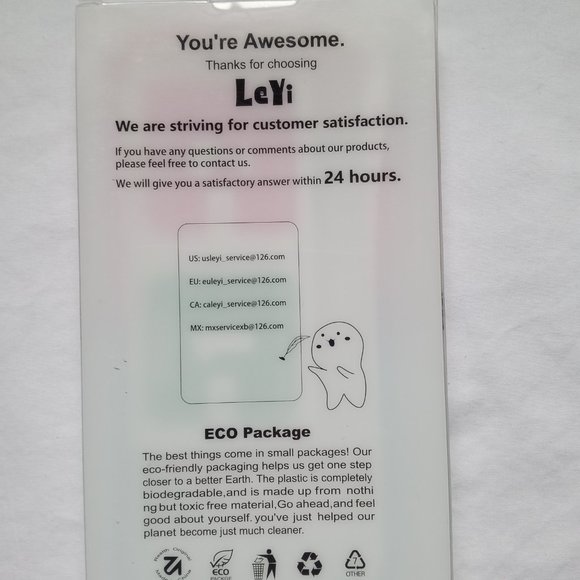 You're Awesome.
Thanks for choosing
LeYi
We are striving for customer satisfaction.
If you have any questions or comments about our products,
please feel free to contact us.
We will give you a satisfactory answer within 24 hours.
US: usleyi_service@126.com
EU: euleyi_service@126.com
CA: caleyi_service@126.com
MX: mxservicexb@126.com
ECO Package
The best things come in small packages! Our
eco-friendly packaging helps us get one step
closer to a better Earth. The plastic is completely
biodegradable,and is made up from nothi
ng but toxic free material,Go ahead,and feel
good about yourself. you've just helped our
planet become just much cleaner.
ECO
7
OTHER